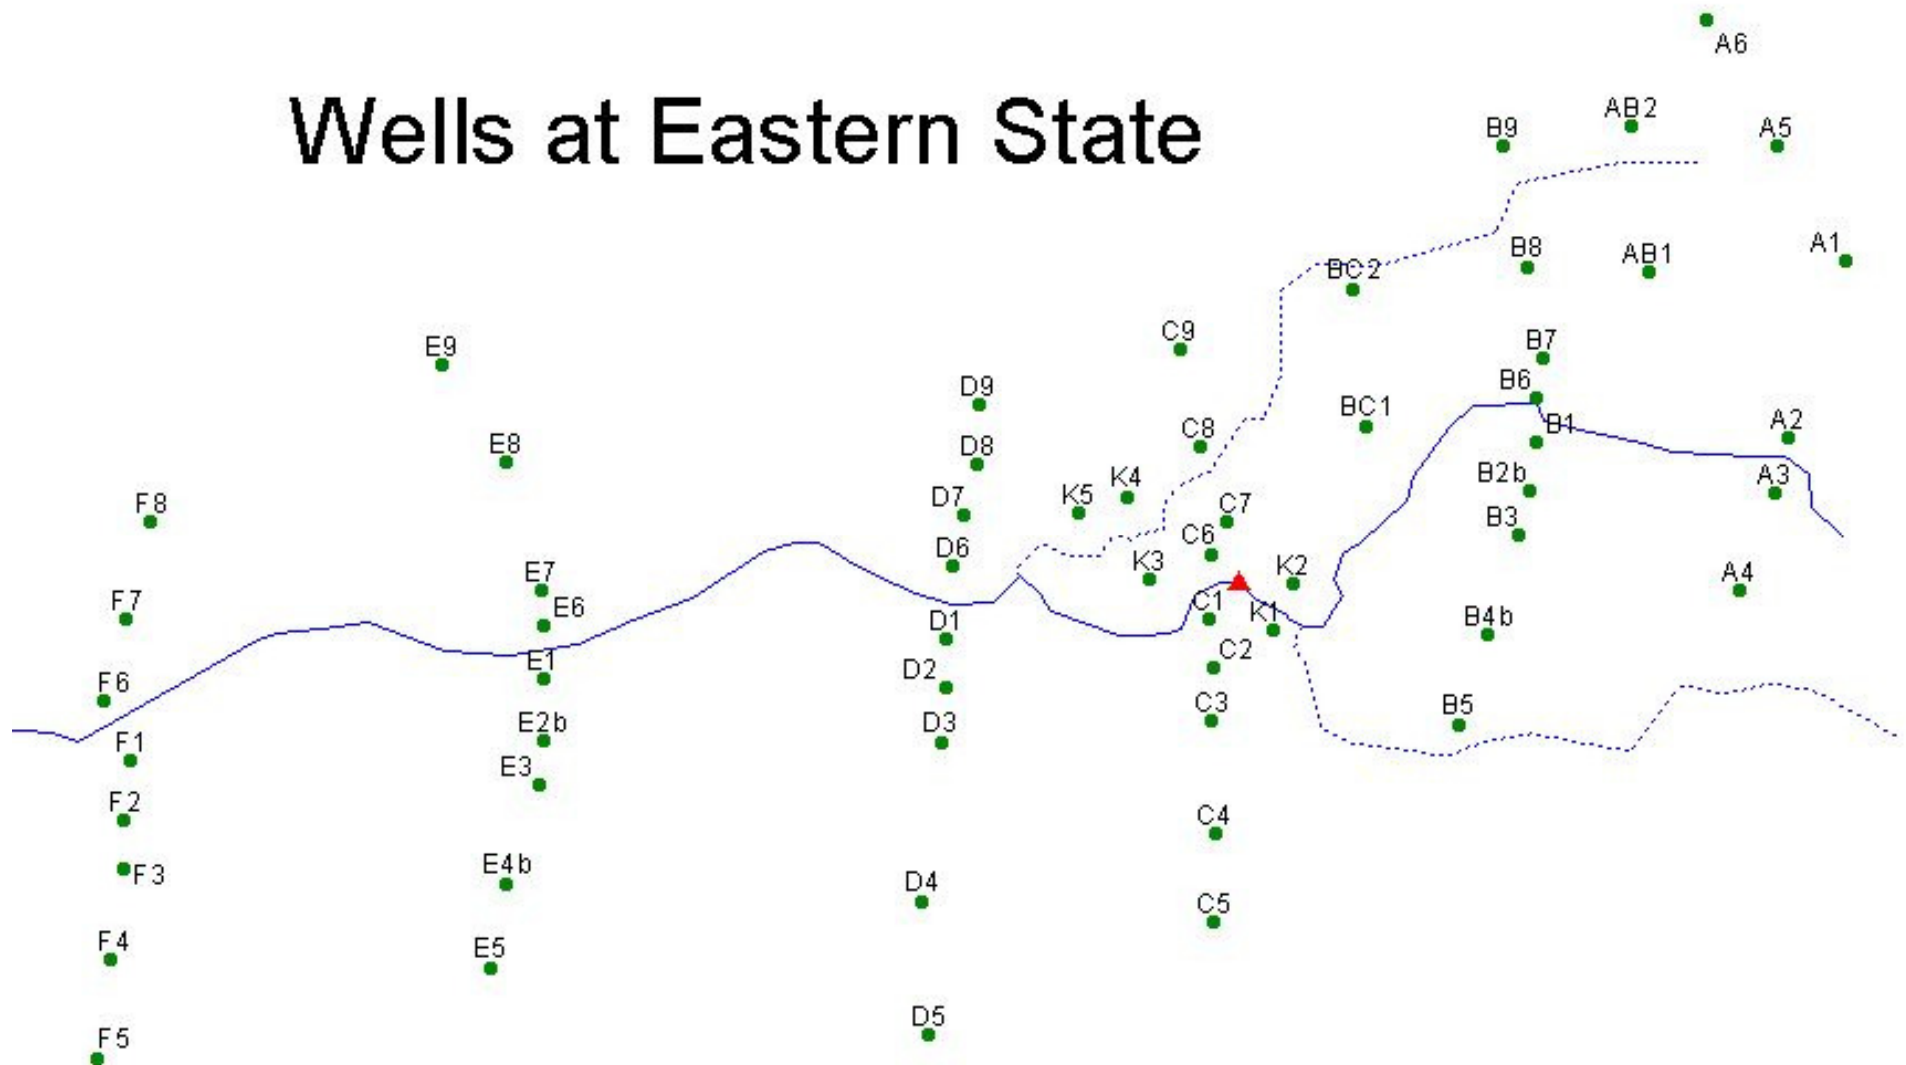 Wells at Eastern State
A6
AB2
B9
A5
A1
B8
AB1
BC2
C9
B7
E9
D9
B6
BC1
C8
B1
A2
E8
D8
B2b
A3
K4
K5
D7
F8
C7
B3
C6
D6
K3
K2
E7
A4
F7
E6
C1
K1
D1
B4b
C2
E1
D2
F6
C3
B5
E2b
D3
F1
E3
F2
C4
E4b
F3
D4
C5
F4
E5
D5
F5